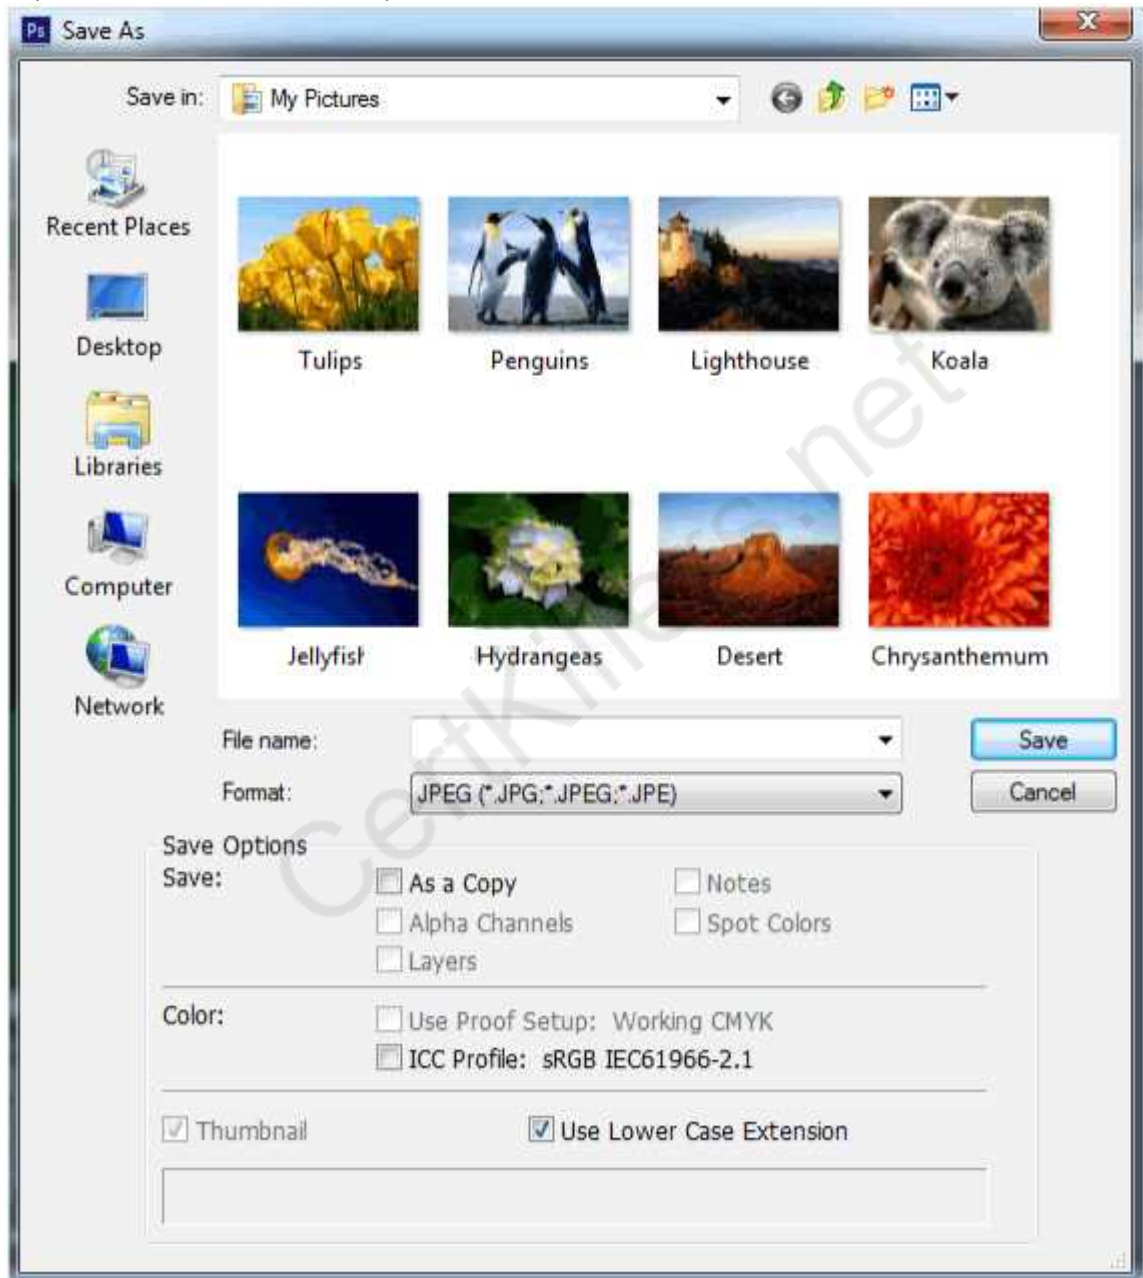 Ps Save As
Save in: My Pictures
Recent Places
Desktop
Libraries
Computer
Network
Tulips Penguins Lighthouse Koala
Jellyfish Hydrangeas Desert Chrysanthemum
File name: Save
Format: JPEG (*.JPG;*.JPEG;*.JPE) Cancel
Save Options
Save: As a Copy Notes
Alpha Channels Spot Colors
Layers
Color: Use Proof Setup: Working CMYK
ICC Profile: sRGB IEC61966-2.1
Thumbnail Use Lower Case Extension
CertKillers.net